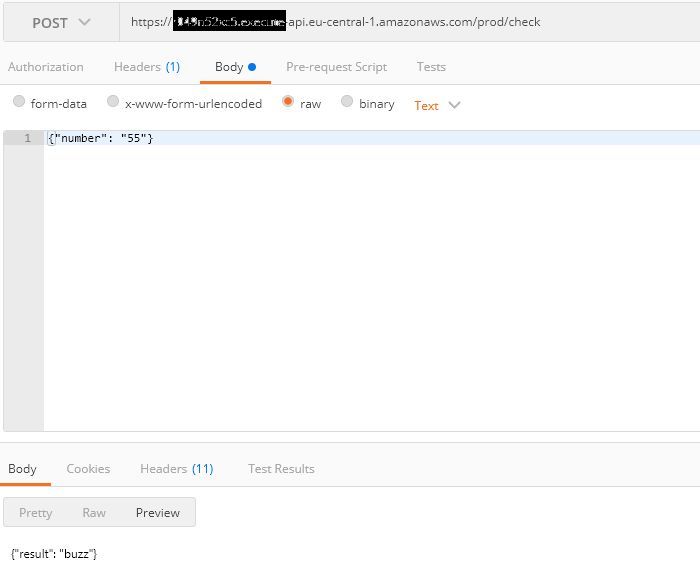 POST https:// -api.eu-central-1.amazonaws.com/prod/check
Authorization Headers (1) Body Pre-request Script Tests
form-data x-www-form-urlencoded raw binary Text
1 {"number": "55"}
Body Cookies Headers (11) Test Results
Pretty Raw Preview
{"result": "buzz"}